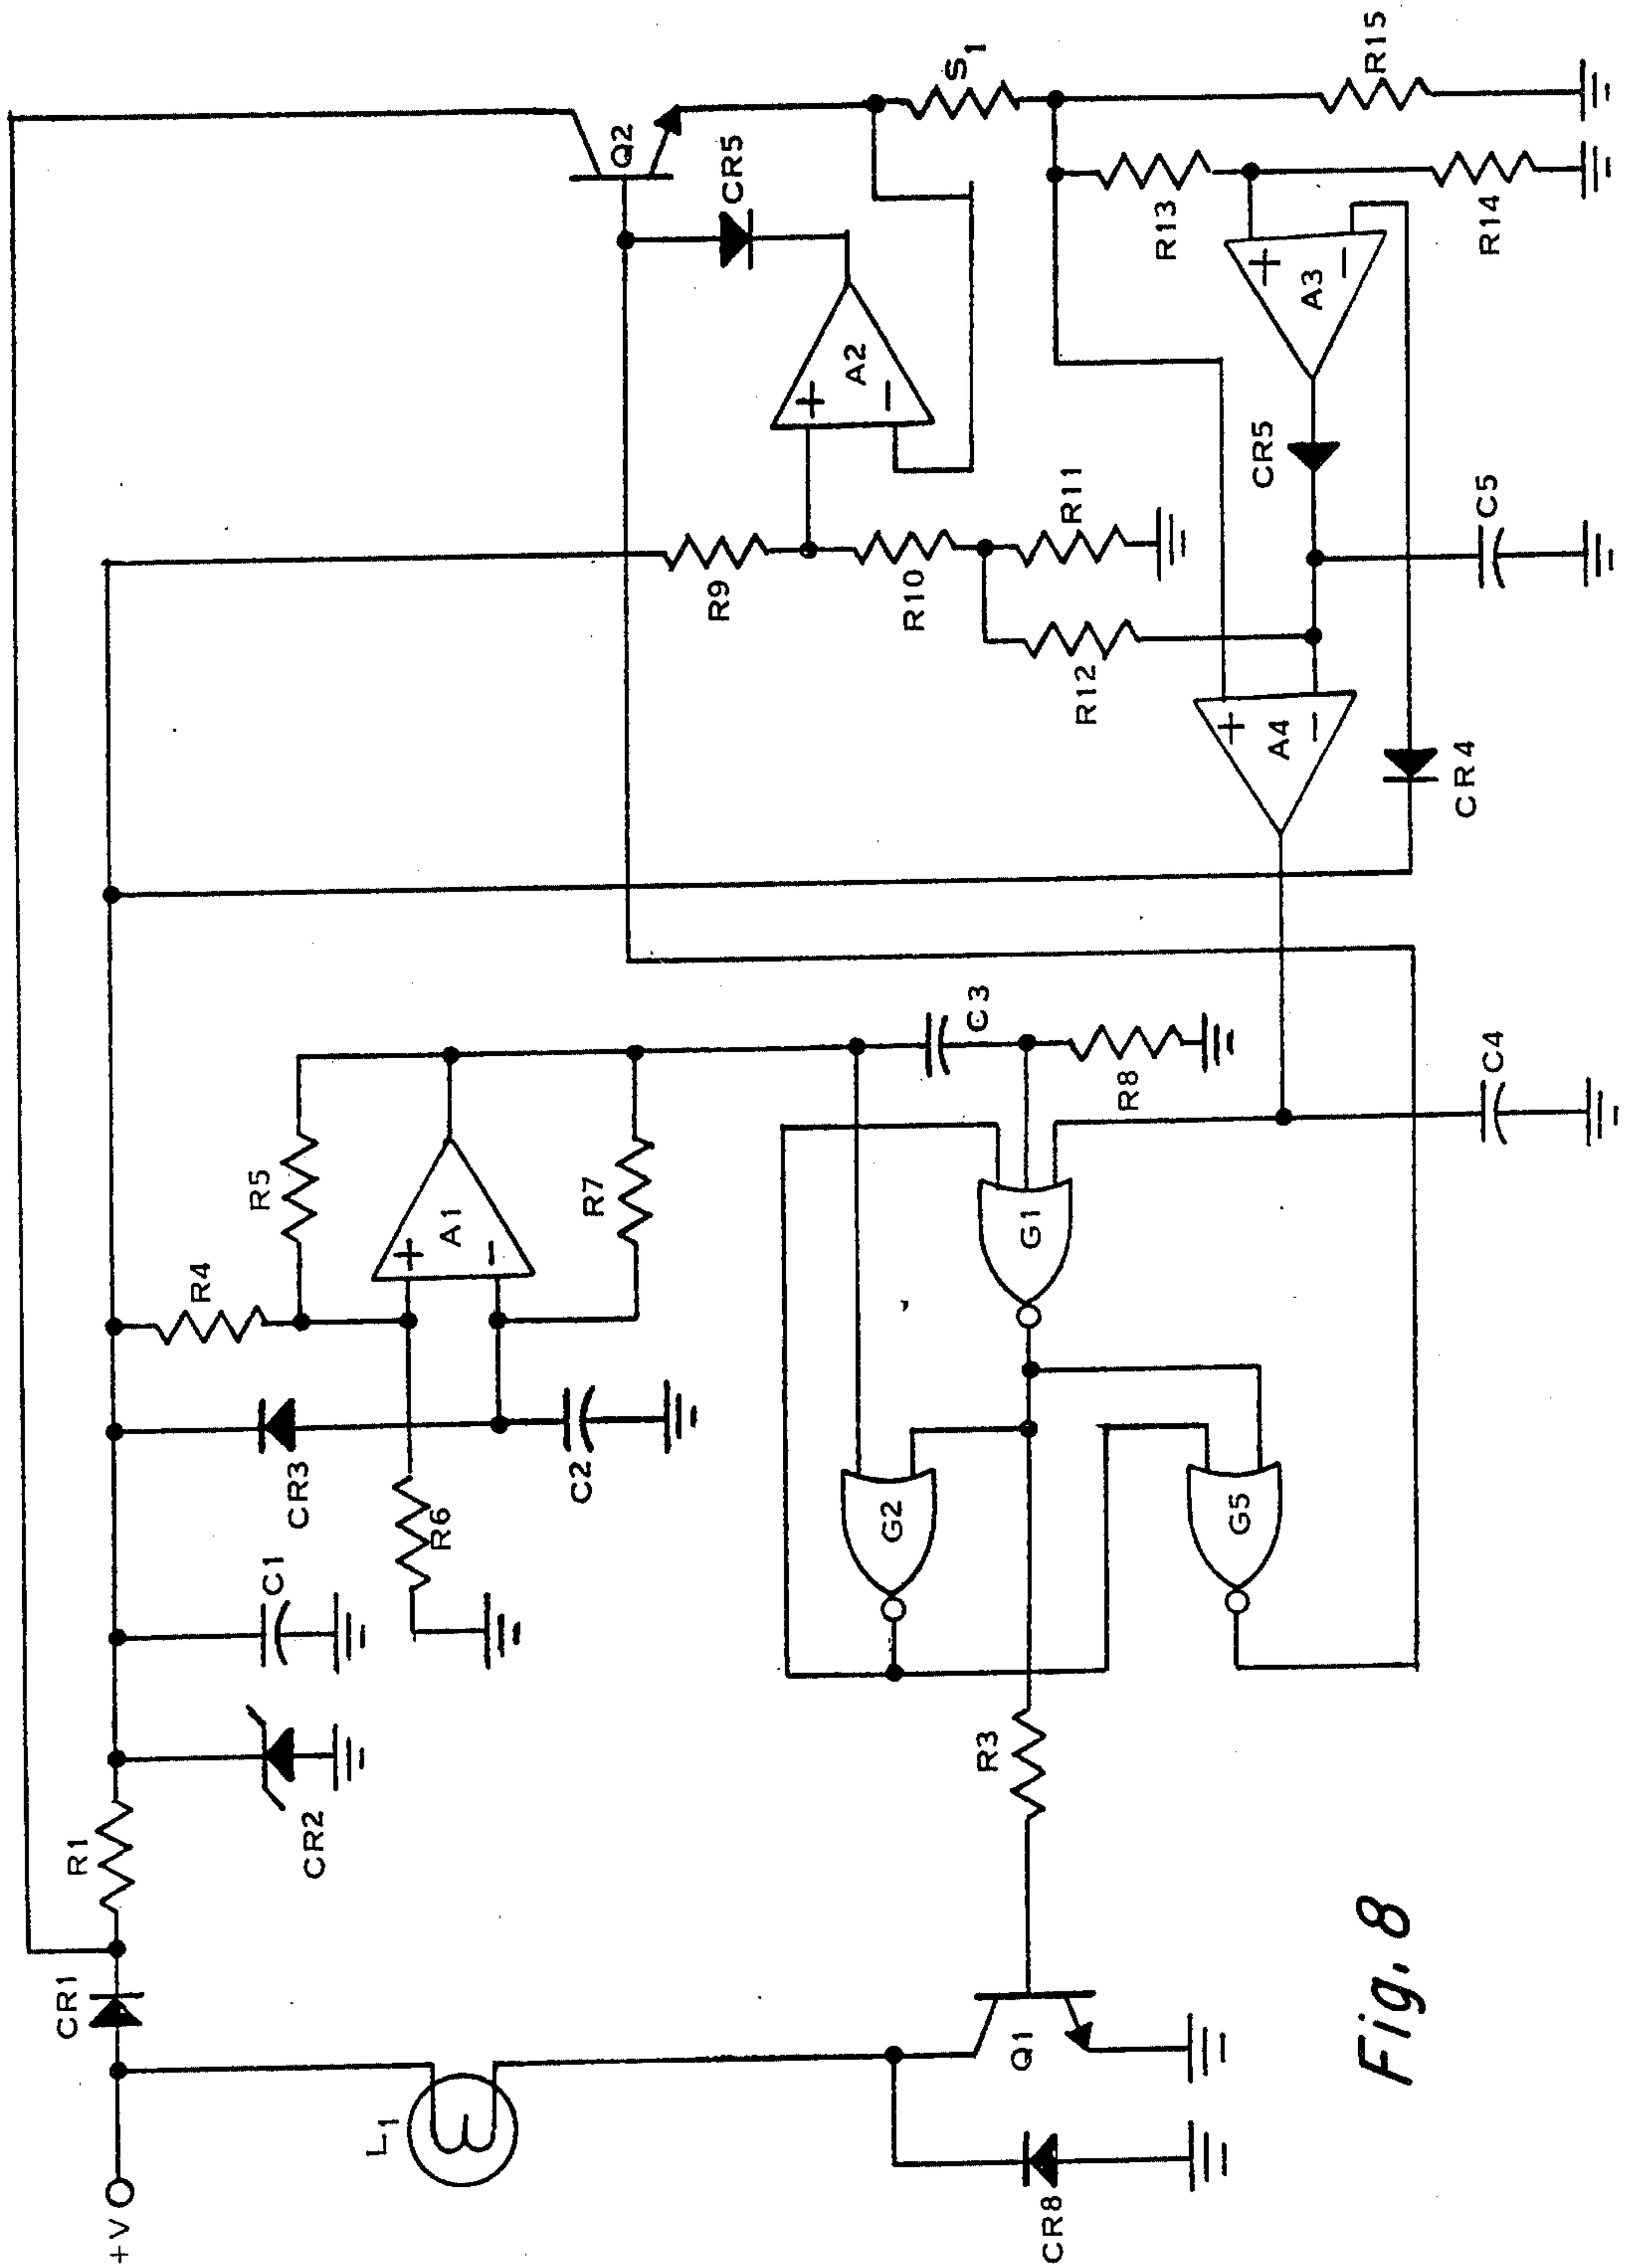 +V
CR1
R1
CR2
C1
CR3
R4
R5
R6
C2
+
A1
−
R7
L1
CR8
Q1
R3
G2
G1
G5
C3
R8
C4
R9
R10
R11
R12
+
A2
−
CR5
Q2
S1
R13
R14
R15
+
A3
−
CR5
C5
+
A4
−
CR4
Fig. 8